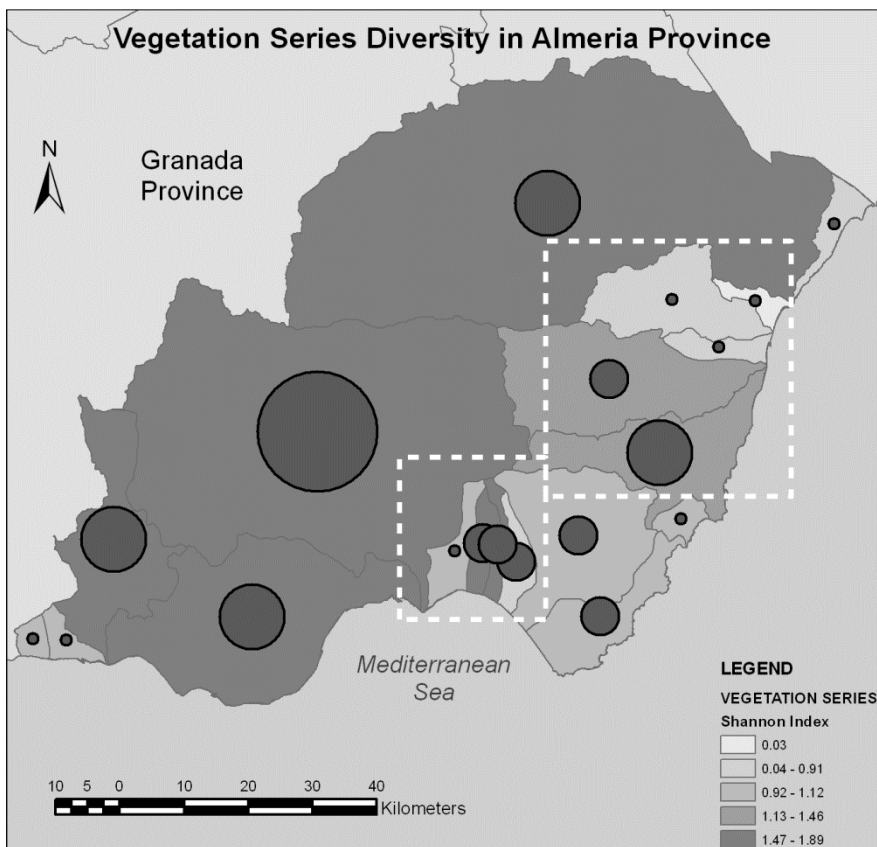 Vegetation Series Diversity in Almeria Province
N
Granada
Province
Mediterranean
Sea
LEGEND
VEGETATION SERIES
Shannon Index
0.03
0.04 - 0.91
0.92 - 1.12
1.13 - 1.46
1.47 - 1.89
10 5 0 10 20 30 40
Kilometers